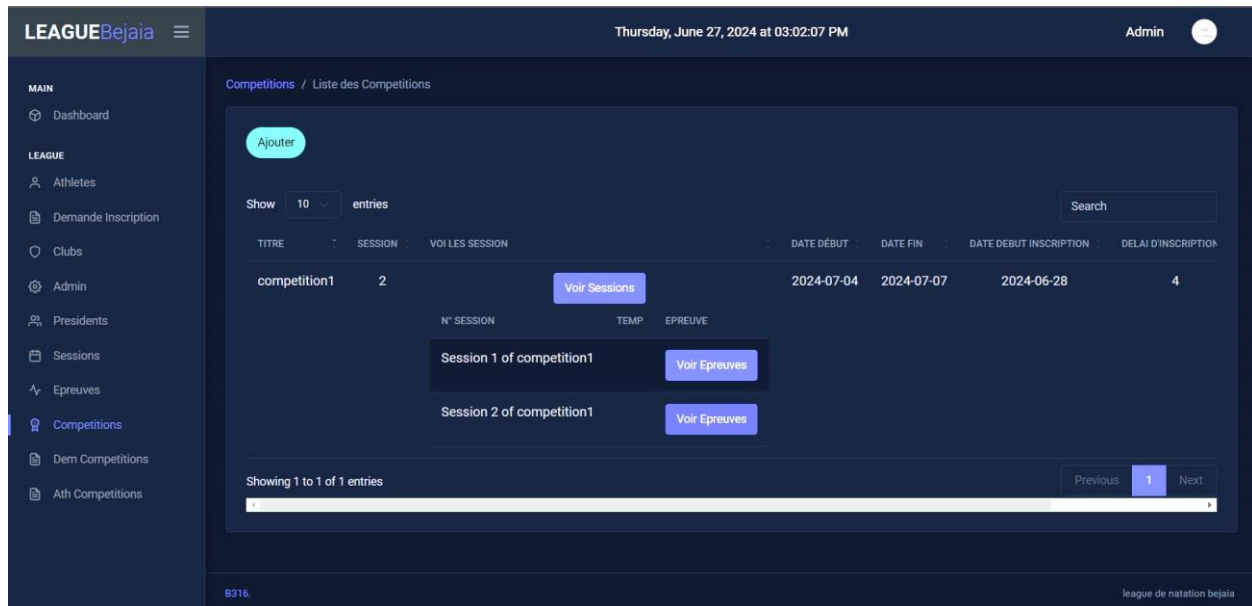 LEAGUEBejaia
Thursday, June 27, 2024 at 03:02:07 PM
Admin
MAIN
Dashboard
LEAGUE
Athletes
Demande Inscription
Clubs
Admin
Presidents
Sessions
Epreuves
Competitions
Dem Competitions
Ath Competitions
Competitions / Liste des Competitions
Ajouter
Show 10 entries
Search
TITRE SESSION VOI LES SESSION DATE DÉBUT DATE FIN DATE DEBUT INSCRIPTION DELAI D'INSCRIPTION
competition1 2 Voir Sessions 2024-07-04 2024-07-07 2024-06-28 4
N° SESSION TEMP EPREUVE
Session 1 of competition1 Voir Epreuves
Session 2 of competition1 Voir Epreuves
Showing 1 to 1 of 1 entries
Previous 1 Next
B316.
league de natation bejaia